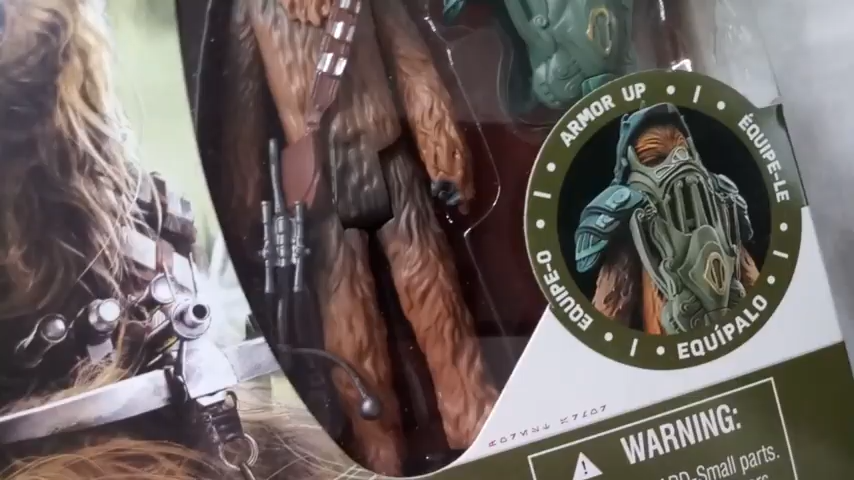 ARMOR UP
ÉQUIPE-LE
EQUIPE-O
EQUÍPALO
WARNING:
-Small parts.